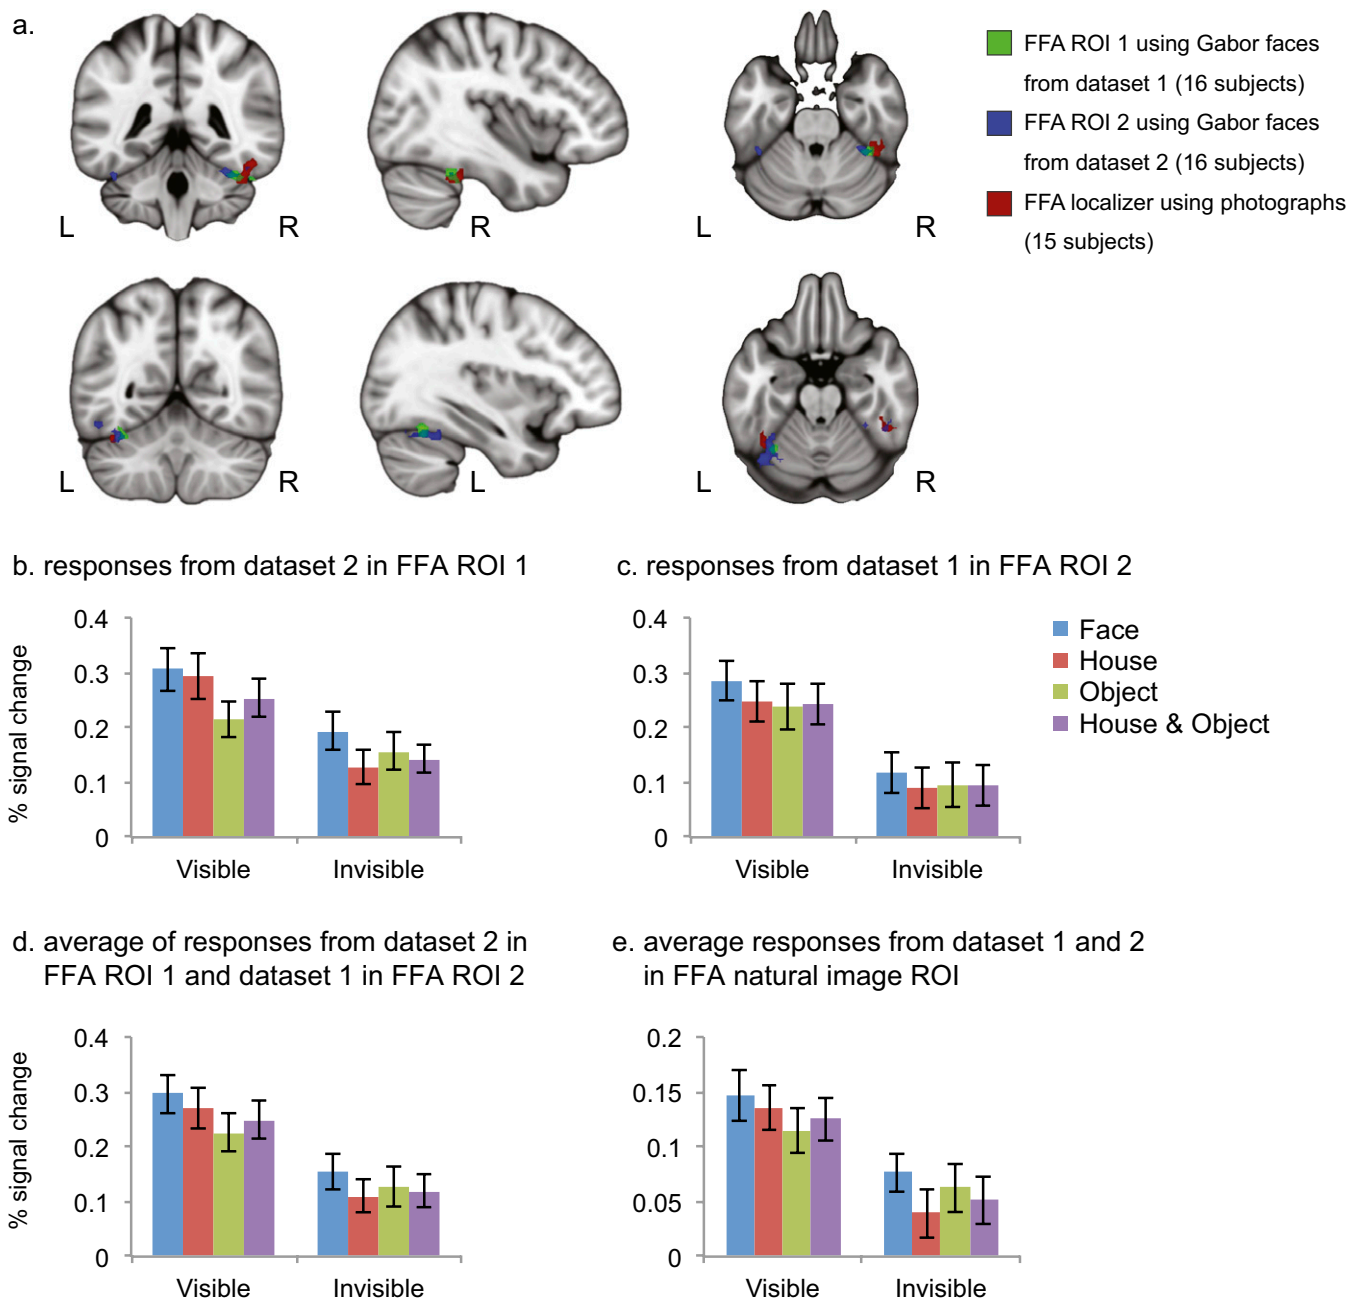 a.
FFA ROI 1 using Gabor faces
from dataset 1 (16 subjects)
FFA ROI 2 using Gabor faces
from dataset 2 (16 subjects)
FFA localizer using photographs
(15 subjects)
L R
R
L R
L R
L
L R
b. responses from dataset 2 in FFA ROI 1
% signal change
0.4
0.3
0.2
0.1
0
Visible Invisible
c. responses from dataset 1 in FFA ROI 2
0.4
0.3
0.2
0.1
0
Visible Invisible
Face
House
Object
House & Object
d. average of responses from dataset 2 in
FFA ROI 1 and dataset 1 in FFA ROI 2
% signal change
0.4
0.3
0.2
0.1
0
Visible Invisible
e. average responses from dataset 1 and 2
in FFA natural image ROI
0.2
0.15
0.1
0.05
0
Visible Invisible